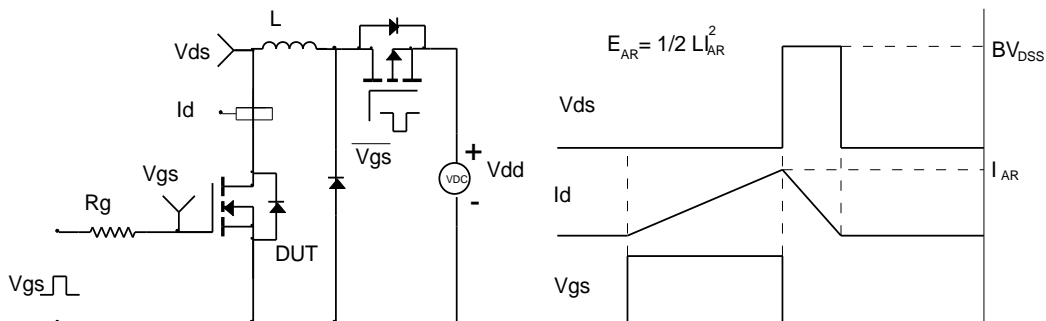 L
Vds
Id
Vgs
Rg
DUT
Vgs
Vgs
+
VDC
-
Vdd
E_AR = 1/2 LI_AR^2
Vds
BV_DSS
Id
I_AR
Vgs